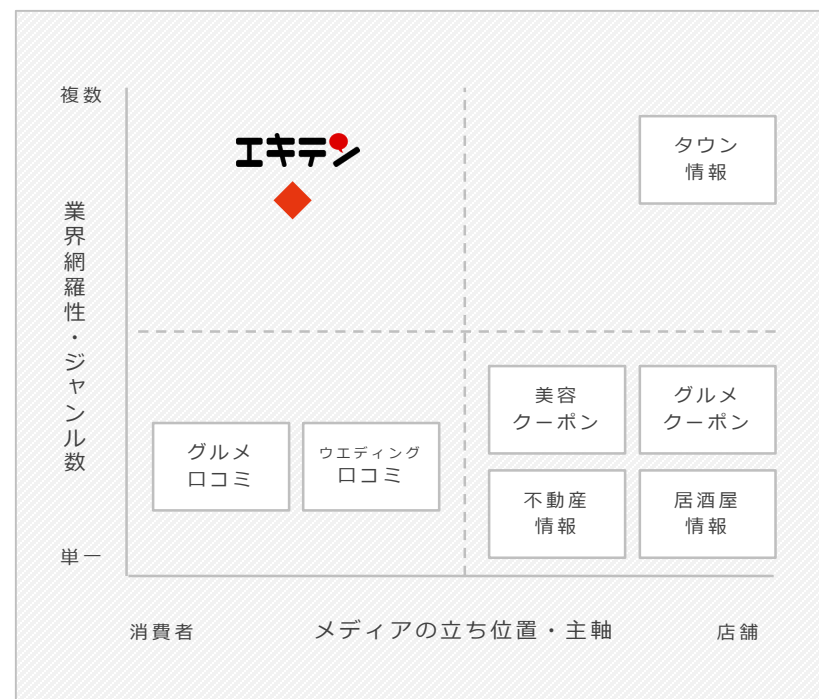 複数
エキテン
タウン
情報
業界網羅性・ジャンル数
美容
クーポン
グルメ
クーポン
グルメ
口コミ
ウエディング
口コミ
不動産
情報
居酒屋
情報
単一
消費者
メディアの立ち位置・主軸
店舗